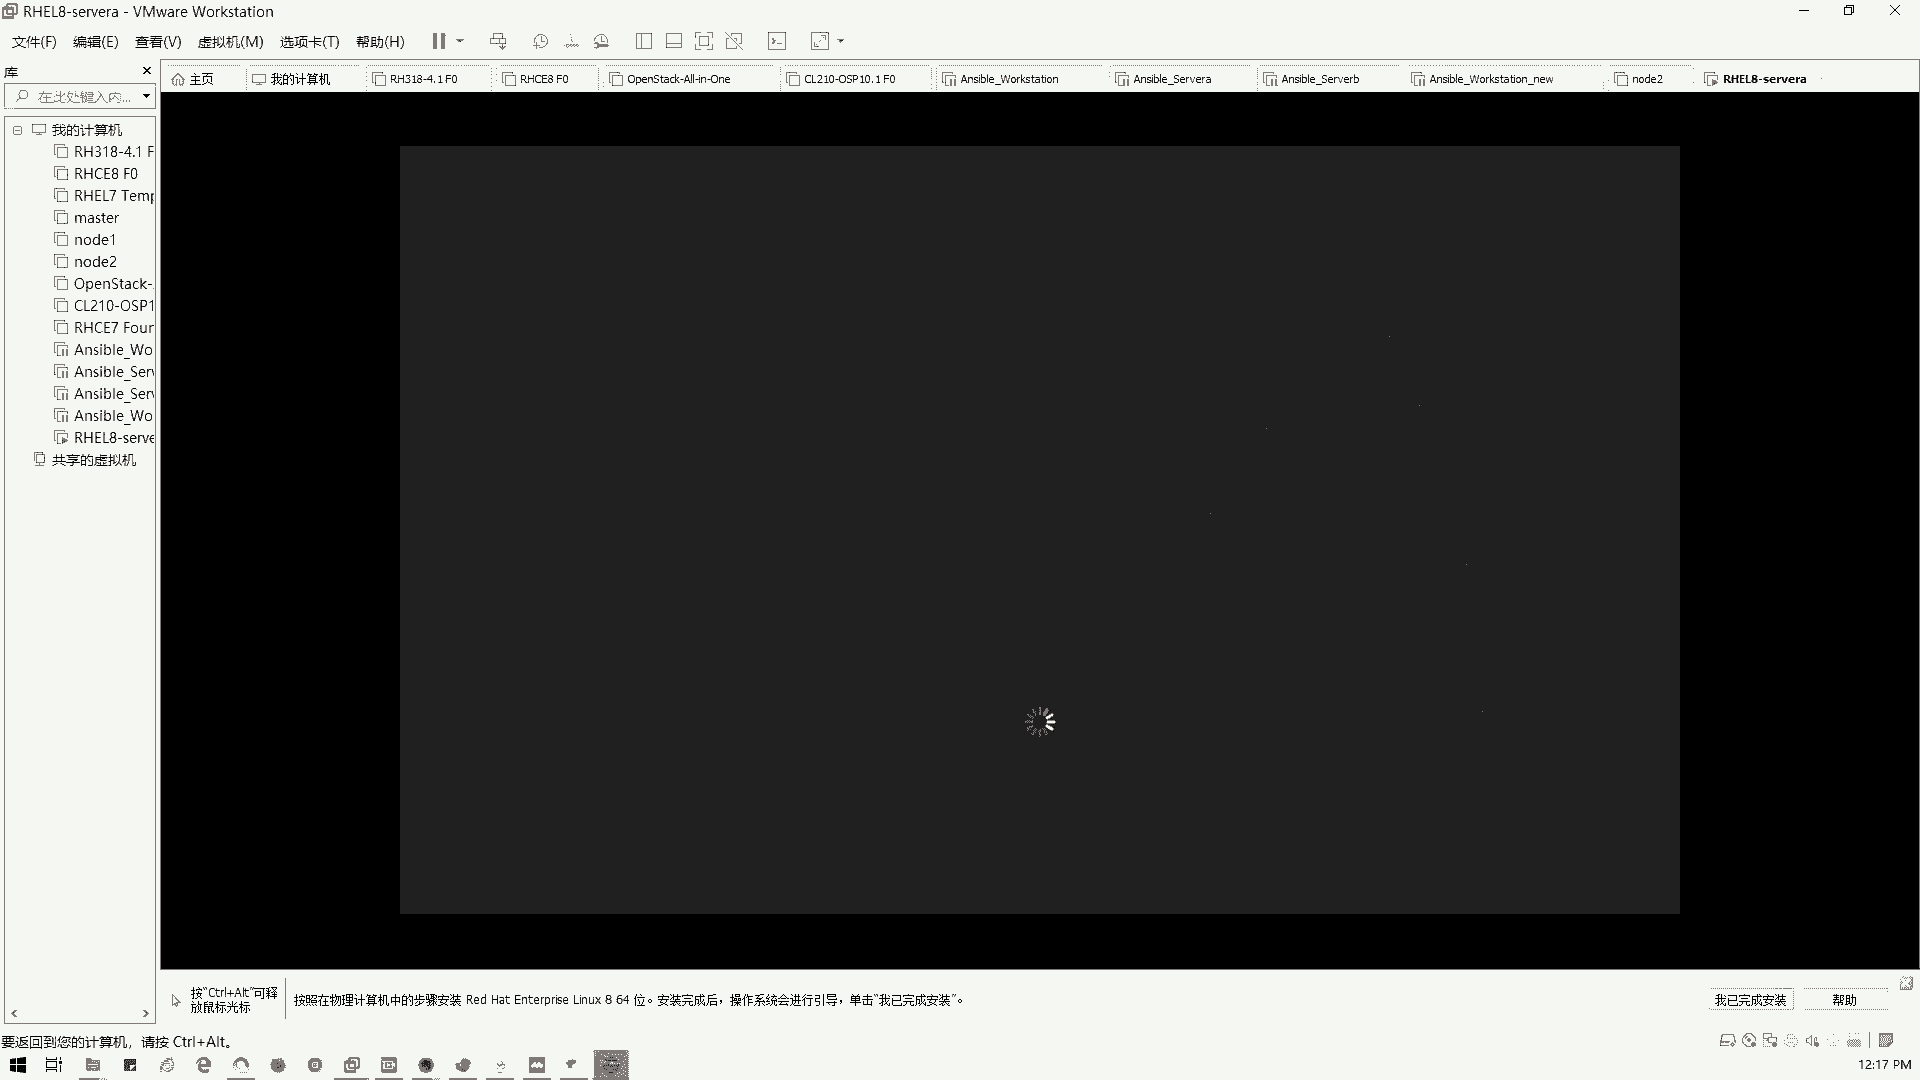 RHEL8-servera - VMware Workstation
文件(F) 编辑(E) 查看(V) 虚拟机(M) 选项卡(T) 帮助(H)
库
在此处键入内...
主页 我的计算机 RH318-4.1 F0 RHCE8 F0 OpenStack-All-in-One CL210-OSP10.1 F0 Ansible_Workstation Ansible_Servera Ansible_Serverb Ansible_Workstation_new node2 RHEL8-servera
我的计算机
RH318-4.1 F
RHCE8 F0
RHEL7 Temp
master
node1
node2
OpenStack-
CL210-OSP1
RHCE7 Four
Ansible_Wo
Ansible_Serv
Ansible_Serv
Ansible_Wo
RHEL8-serve
共享的虚拟机
按"Ctrl+Alt"可释
放鼠标光标
按照在物理计算机中的步骤安装 Red Hat Enterprise Linux 8 64 位。安装完成后，操作系统会进行引导，单击"我已完成安装"。
我已完成安装 帮助
要返回到您的计算机，请按 Ctrl+Alt。
12:17 PM